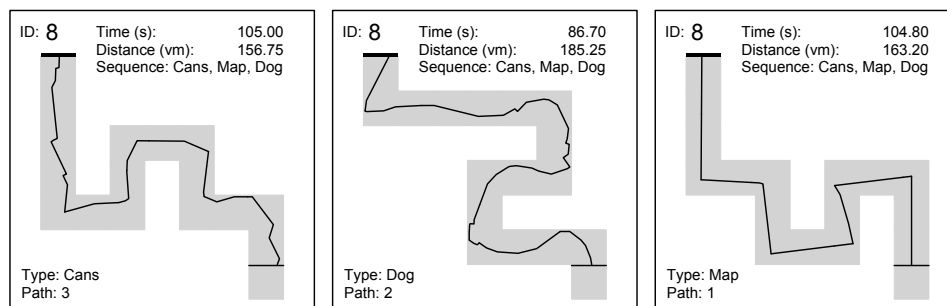 ID: 8 Time (s): 105.00
Distance (vm): 156.75
Sequence: Cans, Map, Dog
Type: Cans
Path: 3
ID: 8 Time (s): 86.70
Distance (vm): 185.25
Sequence: Cans, Map, Dog
Type: Dog
Path: 2
ID: 8 Time (s): 104.80
Distance (vm): 163.20
Sequence: Cans, Map, Dog
Type: Map
Path: 1